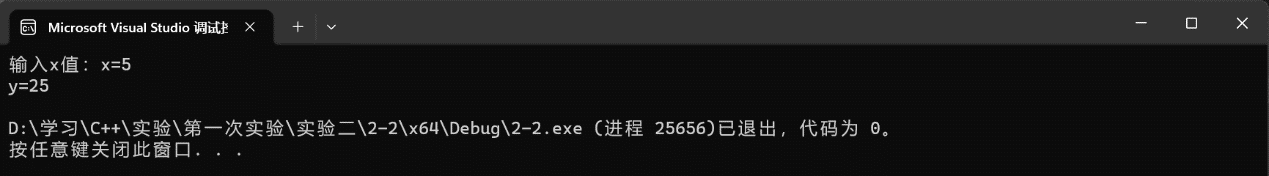 Microsoft Visual Studio 调试
输入x值：x=5
y=25
D:\学习\C++\实验\第一次实验\实验二\2-2\x64\Debug\2-2.exe (进程 25656)已退出，代码为 0。
按任意键关闭此窗口. . .